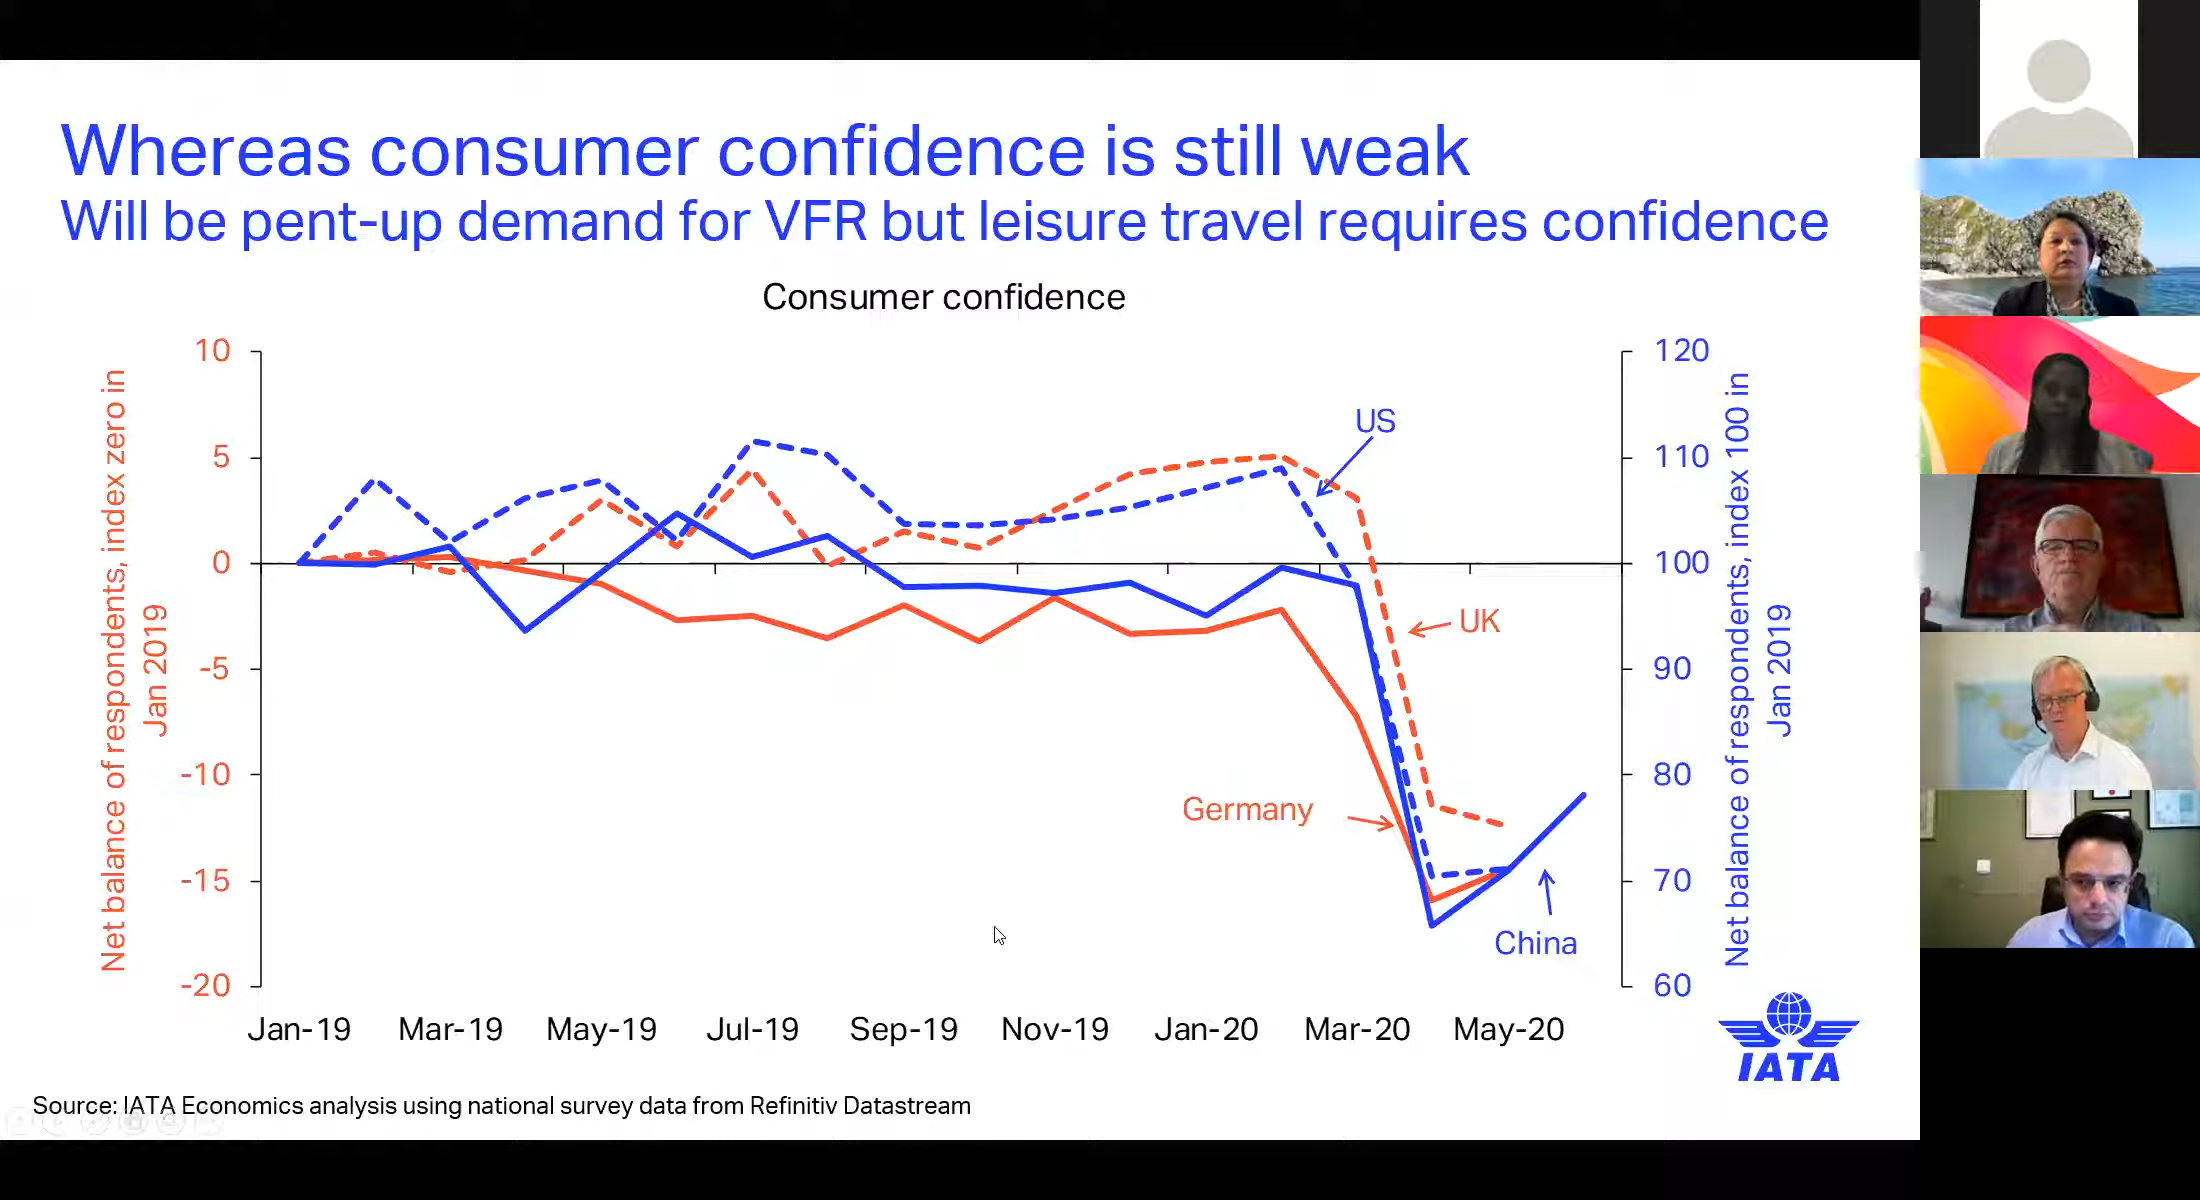 Whereas consumer confidence is still weak
Will be pent-up demand for VFR but leisure travel requires confidence
Consumer confidence
Net balance of respondents, index zero in
Jan 2019
10
5
0
-5
-10
-15
-20
120
110
100
90
80
70
60
Net balance of respondents, index 100 in
Jan 2019
US
UK
Germany
China
Jan-19 Mar-19 May-19 Jul-19 Sep-19 Nov-19 Jan-20 Mar-20 May-20
IATA
Source: IATA Economics analysis using national survey data from Refinitiv Datastream